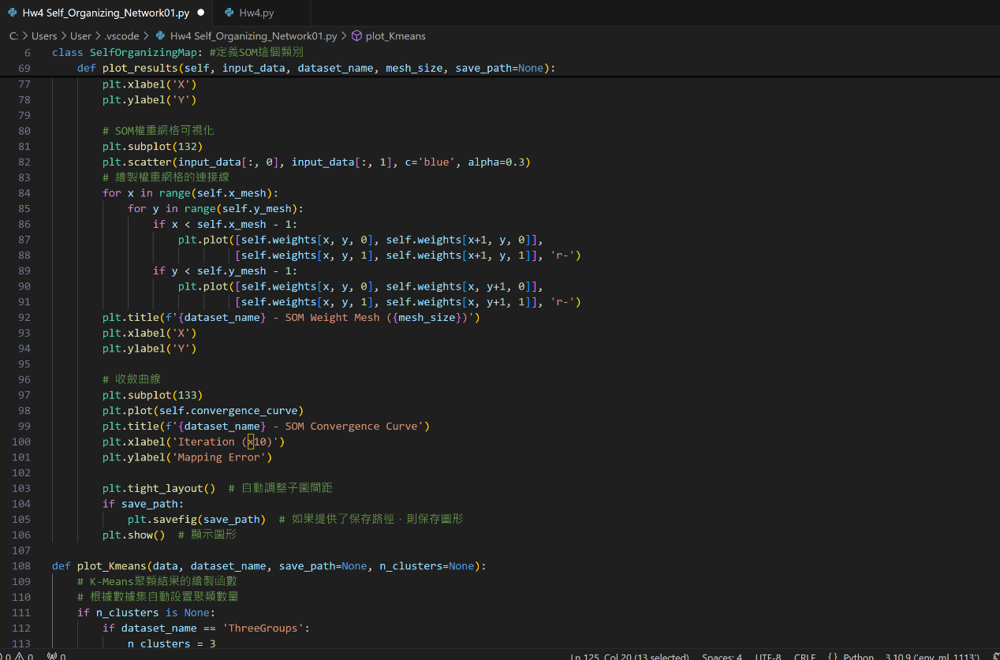 Hw4 Self_Organizing_Network01.py ● Hw4.py
C: > Users > User > .vscode > Hw4 Self_Organizing_Network01.py > plot_Kmeans
6 class SelfOrganizingMap: #定義SOM這個類別
69 def plot_results(self, input_data, dataset_name, mesh_size, save_path=None):
77 plt.xlabel('X')
78 plt.ylabel('Y')
79
80 # SOM權重網格可視化
81 plt.subplot(132)
82 plt.scatter(input_data[:, 0], input_data[:, 1], c='blue', alpha=0.3)
83 # 繪製權重網格的連接線
84 for x in range(self.x_mesh):
85 for y in range(self.y_mesh):
86 if x < self.x_mesh - 1:
87 plt.plot([self.weights[x, y, 0], self.weights[x+1, y, 0]],
88 [self.weights[x, y, 1], self.weights[x+1, y, 1]], 'r-')
89 if y < self.y_mesh - 1:
90 plt.plot([self.weights[x, y, 0], self.weights[x, y+1, 0]],
91 [self.weights[x, y, 1], self.weights[x, y+1, 1]], 'r-')
92 plt.title(f'{dataset_name} - SOM Weight Mesh ({mesh_size})')
93 plt.xlabel('X')
94 plt.ylabel('Y')
95
96 # 收斂曲線
97 plt.subplot(133)
98 plt.plot(self.convergence_curve)
99 plt.title(f'{dataset_name} - SOM Convergence Curve')
100 plt.xlabel('Iteration (×10)')
101 plt.ylabel('Mapping Error')
102
103 plt.tight_layout() # 自動調整子圖間距
104 if save_path:
105 plt.savefig(save_path) # 如果提供了保存路徑，則保存圖形
106 plt.show() # 顯示圖形
107
108 def plot_Kmeans(data, dataset_name, save_path=None, n_clusters=None):
109 # K-Means聚類結果的繪製函數
110 # 根據數據集自動設置聚類數量
111 if n_clusters is None:
112 if dataset_name == 'ThreeGroups':
113 n_clusters = 3
0 0 0 Ln 125, Col 20 (13 selected) Spaces: 4 UTF-8 CRLF {} Python 3.10.9 ('env_ml_1113')